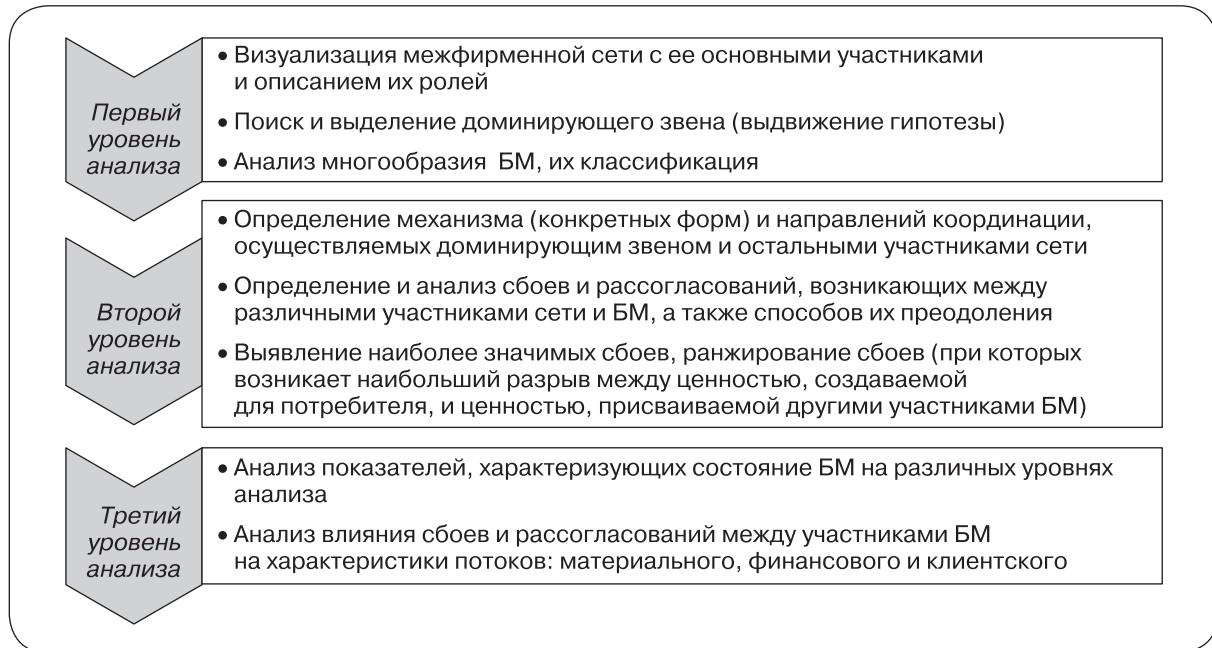 Первый
уровень
анализа
• Визуализация межфирменной сети с ее основными участниками
и описанием их ролей
• Поиск и выделение доминирующего звена (выдвижение гипотезы)
• Анализ многообразия БМ, их классификация
Второй
уровень
анализа
• Определение механизма (конкретных форм) и направлений координации,
осуществляемых доминирующим звеном и остальными участниками сети
• Определение и анализ сбоев и рассогласований, возникающих между
различными участниками сети и БМ, а также способов их преодоления
• Выявление наиболее значимых сбоев, ранжирование сбоев (при которых
возникает наибольший разрыв между ценностью, создаваемой
для потребителя, и ценностью, присваиваемой другими участниками БМ)
Третий
уровень
анализа
• Анализ показателей, характеризующих состояние БМ на различных уровнях
анализа
• Анализ влияния сбоев и рассогласований между участниками БМ
на характеристики потоков: материального, финансового и клиентского